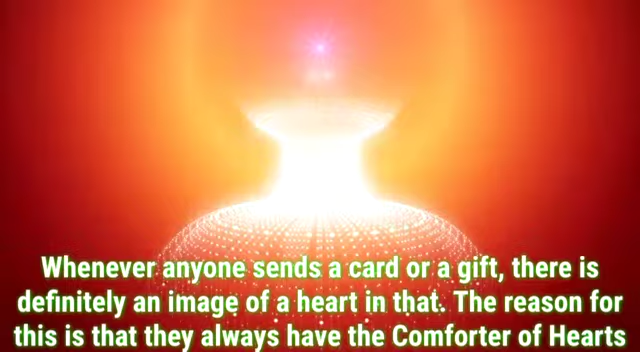 Whenever anyone sends a card or a gift, there is
definitely an image of a heart in that. The reason for
this is that they always have the Comforter of Hearts